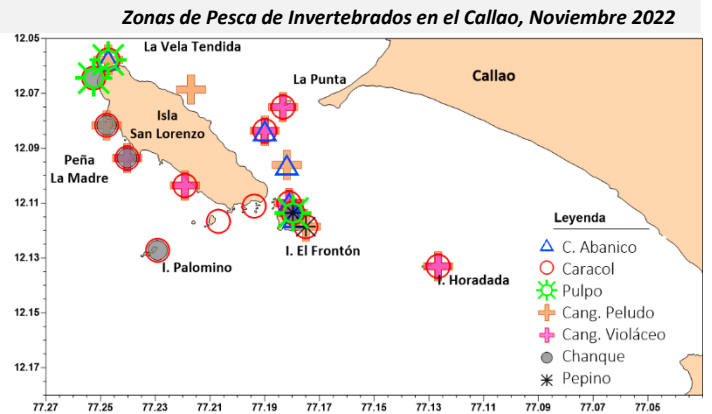 Zonas de Pesca de Invertebrados en el Callao, Noviembre 2022
12.05
La Vela Tendida
La Punta
Callao
12.07
Isla
San Lorenzo
12.09
Peña
La Madre
12.11
Leyenda
C. Abanico
I. El Frontón
12.13
I. Palomino
I. Horadada
Caracol
Pulpo
12.15
Cang. Peludo
Cang. Violáceo
Chanque
12.17
Pepino
77.27 77.25 77.23 77.21 77.19 77.17 77.15 77.13 77.11 77.09 77.07 77.05